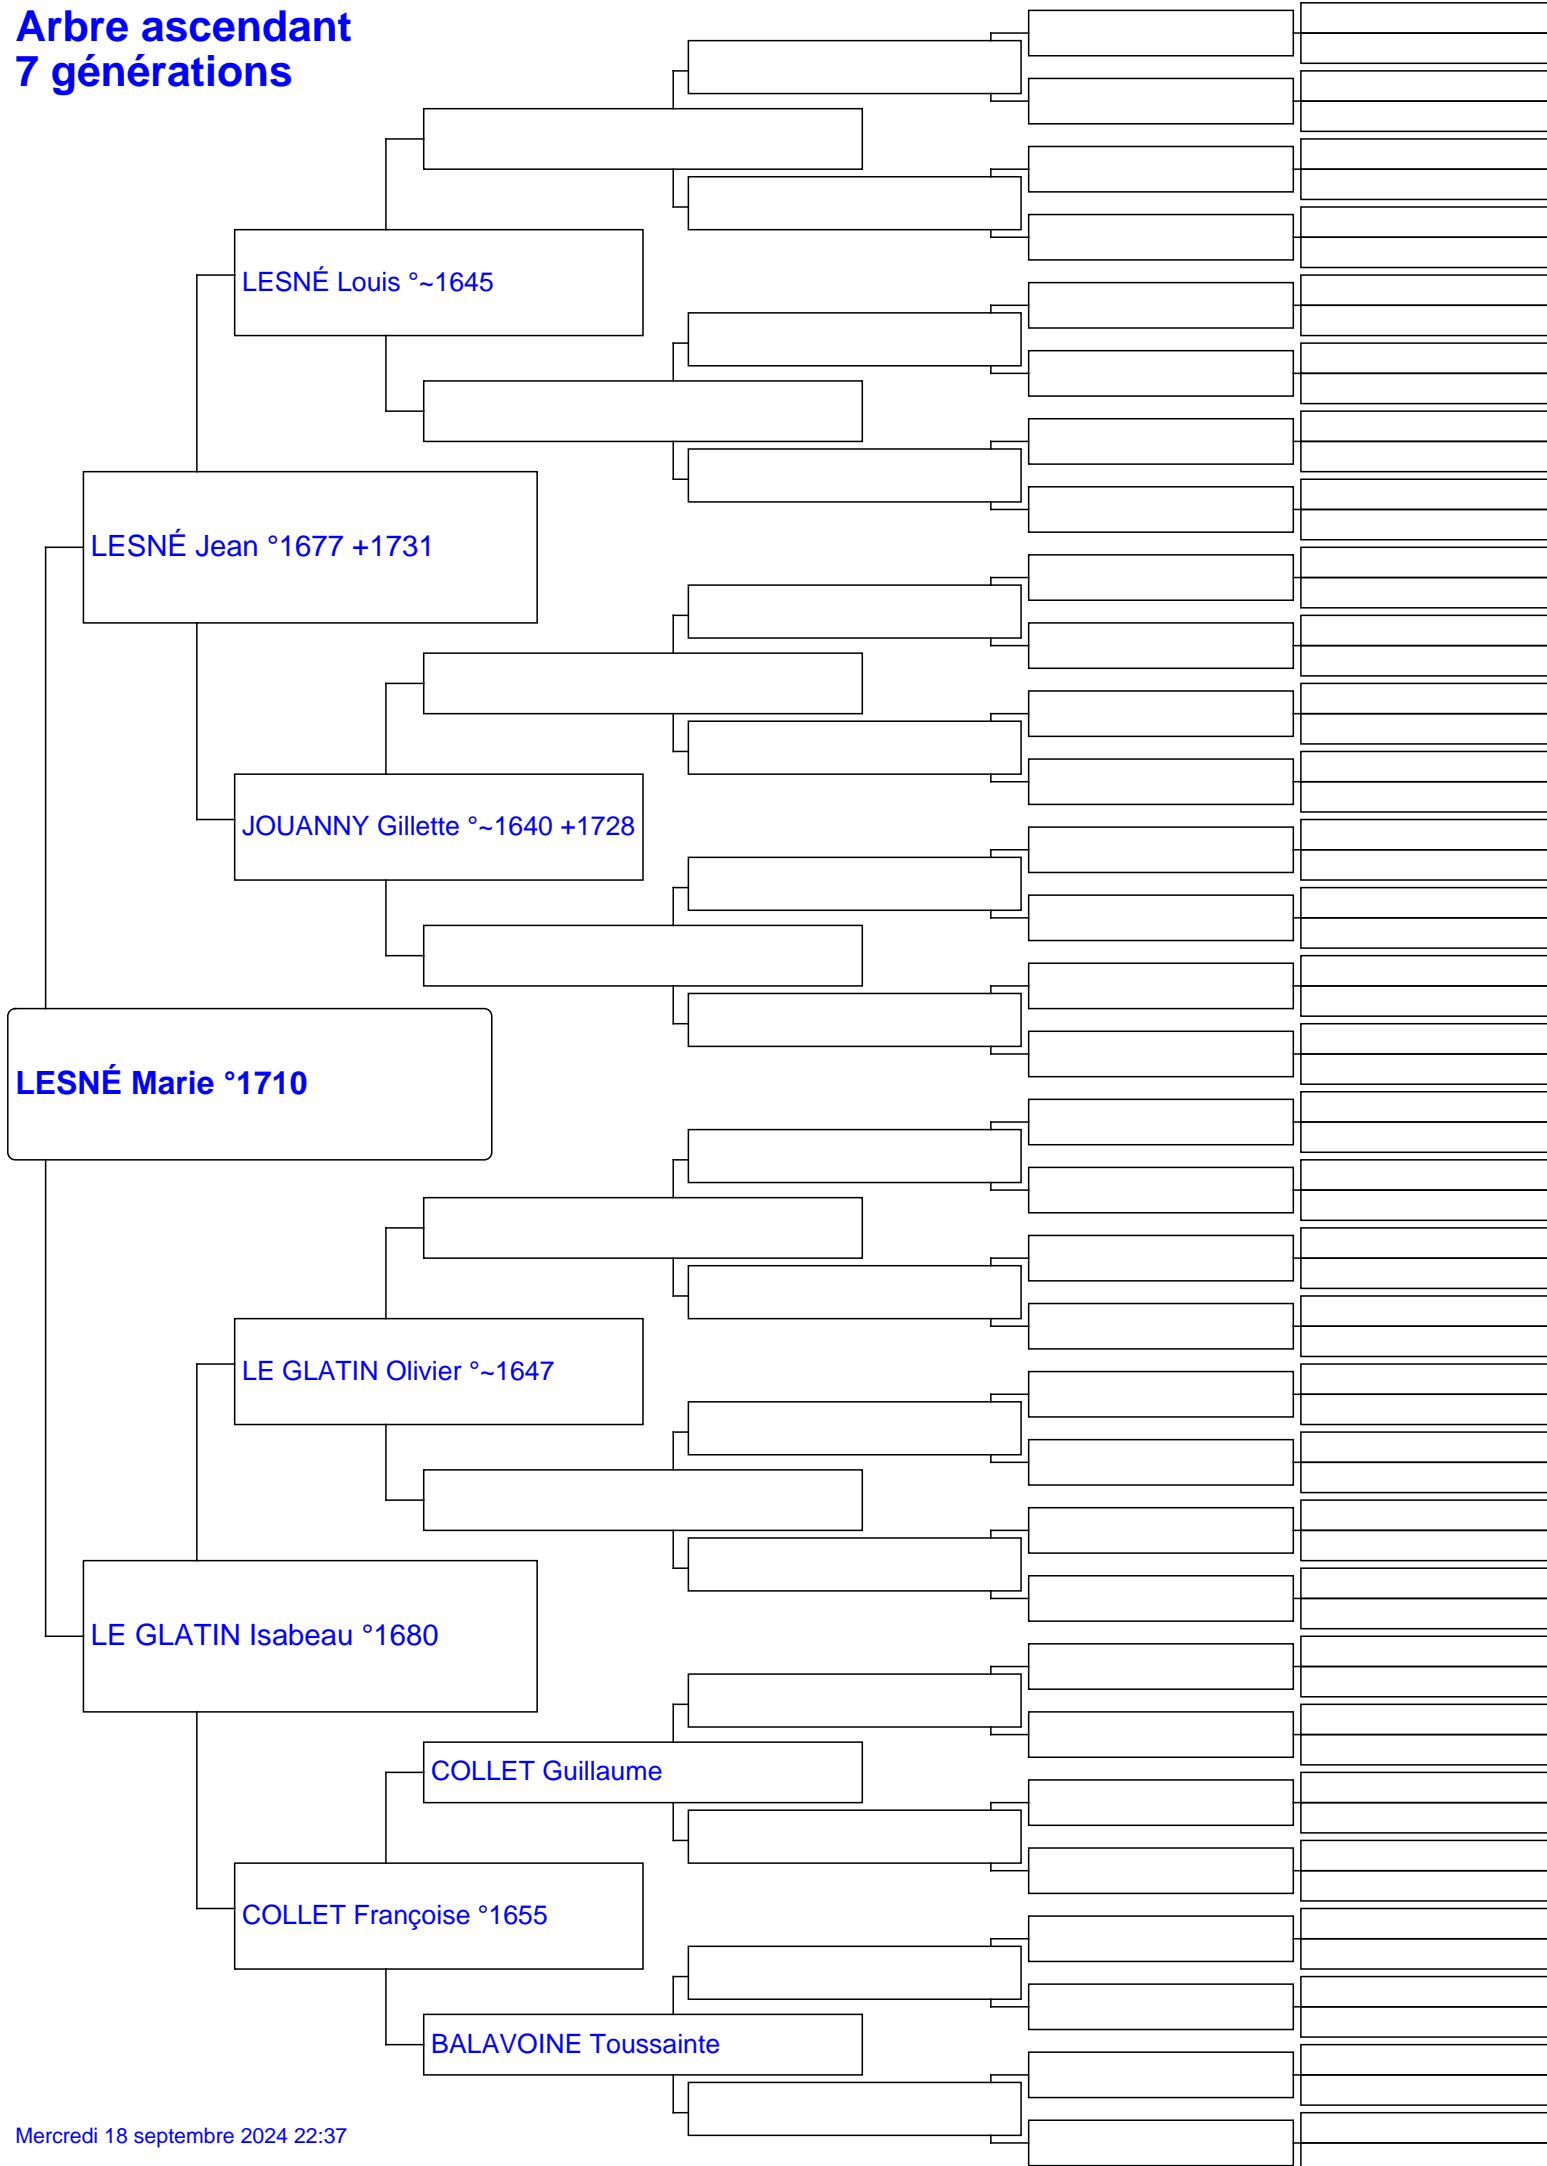 Arbre ascendant
7 générations
LESNÉ Louis °~1645
LESNÉ Jean °1677 +1731
JOUANNY Gillette °~1640 +1728
LESNÉ Marie °1710
LE GLATIN Olivier °~1647
LE GLATIN Isabeau °1680
COLLET Guillaume
COLLET Françoise °1655
BALAVOINE Toussainte
Mercredi 18 septembre 2024 22:37